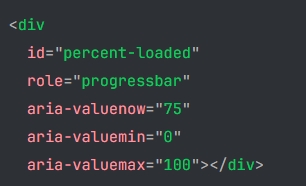 <div
id="percent-loaded"
role="progressbar"
aria-valuenow="75"
aria-valuemin="0"
aria-valuemax="100"></div>